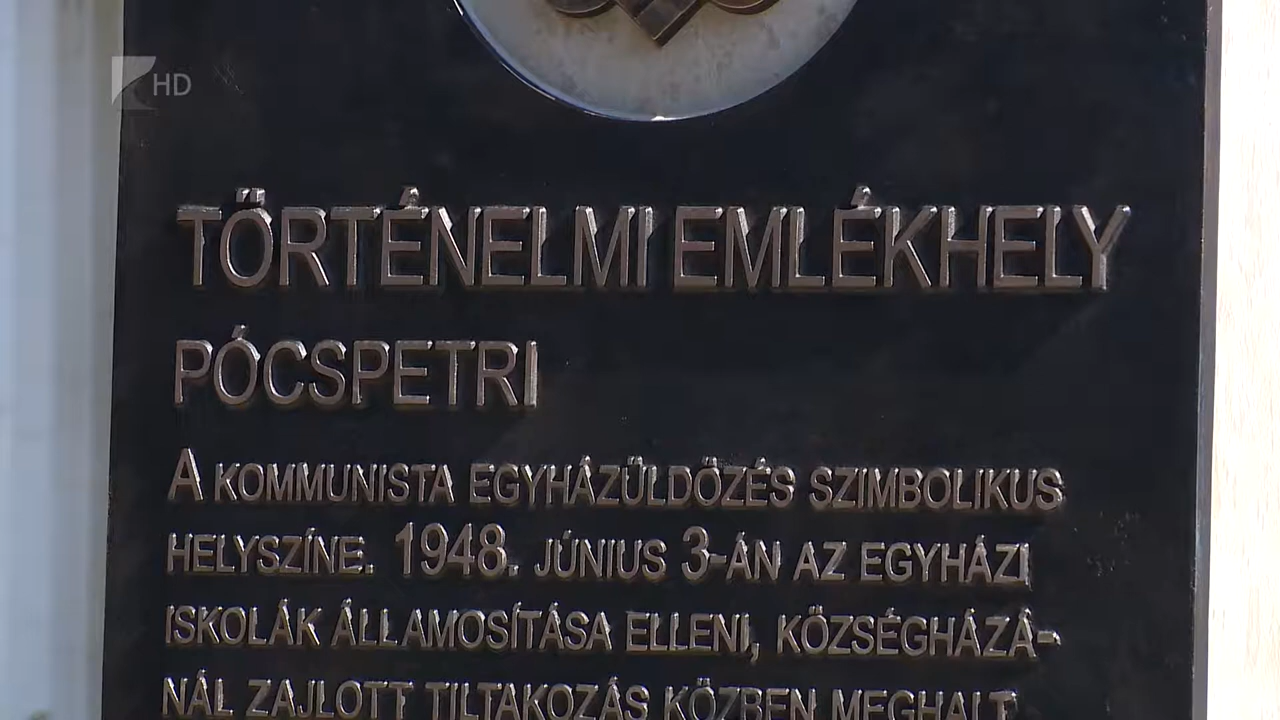 HD
TÖRTÉNELMI EMLÉKHELY
PÓCSPETRI
A KOMMUNISTA EGYHÁZÜLDÖZÉS SZIMBOLIKUS
HELYSZÍNE. 1948. JÚNIUS 3-ÁN AZ EGYHÁZI
ISKOLÁK ÁLLAMOSÍTÁSA ELLENI, KÖZSÉGHÁZÁ-
NÁL ZAJLOTT TILTAKOZÁS KÖZBEN MEGHALT